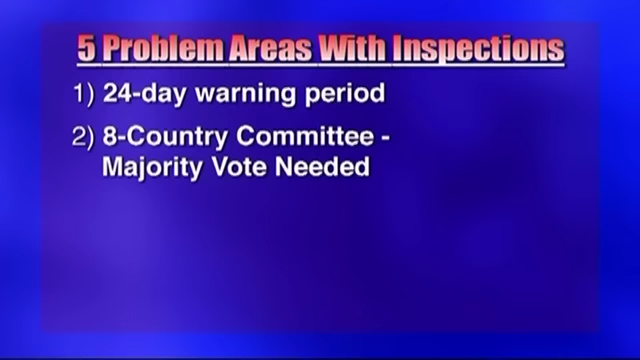 5 Problem Areas With Inspections
1) 24-day warning period
2) 8-Country Committee -
Majority Vote Needed